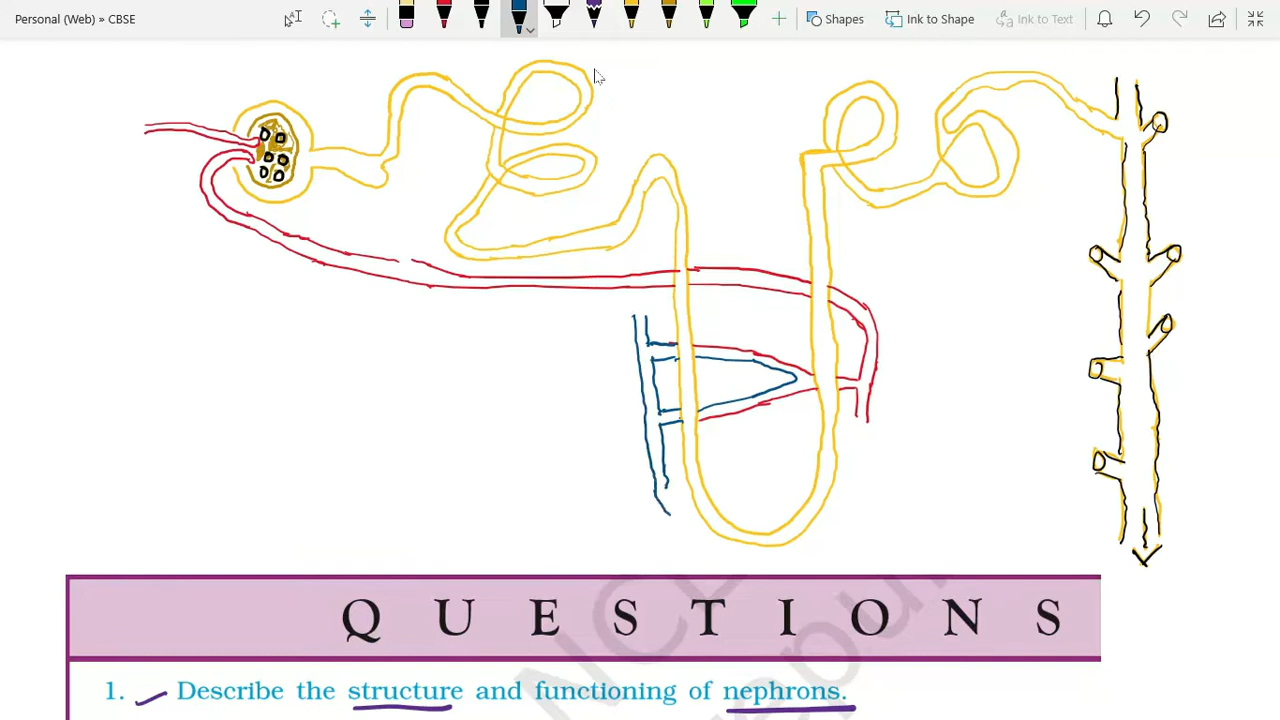 Personal (Web) » CBSE
Shapes
Ink to Shape
Ink to Text
QUESTIONS
1. Describe the structure and functioning of nephrons.